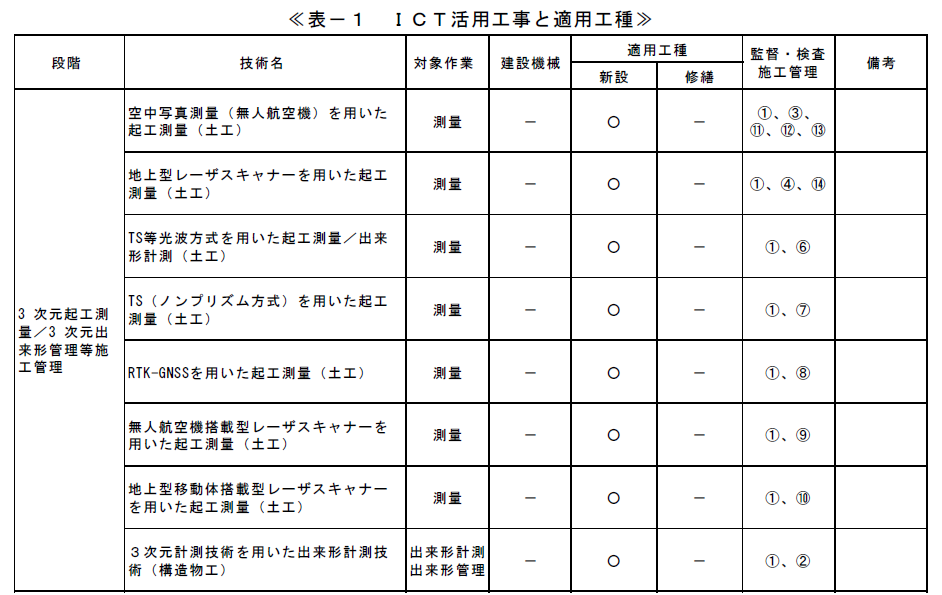 ≪表－１　ＩＣＴ活用工事と適用工種≫
段階 技術名 対象作業 建設機械 適用工種 監督・検査 施工管理 備考
新設 修繕
3 次元起工測
量／3 次元出
来形管理等施
工管理
空中写真測量（無人航空機）を用いた
起工測量（土工）
測量 － ○ － ①、③、
⑪、⑫、⑬
地上型レーザスキャナーを用いた起工
測量（土工）
測量 － ○ － ①、④、⑭
TS等光波方式を用いた起工測量／出来
形計測（土工）
測量 － ○ － ①、⑥
TS（ノンプリズム方式）を用いた起工
測量（土工）
測量 － ○ － ①、⑦
RTK-GNSSを用いた起工測量（土工） 測量 － ○ － ①、⑧
無人航空機搭載型レーザスキャナーを
用いた起工測量（土工）
測量 － ○ － ①、⑨
地上型移動体搭載型レーザスキャナー
を用いた起工測量（土工）
測量 － ○ － ①、⑩
３次元計測技術を用いた出来形計測技
術（構造物工）
出来形計測
出来形管理
－ ○ － ①、②